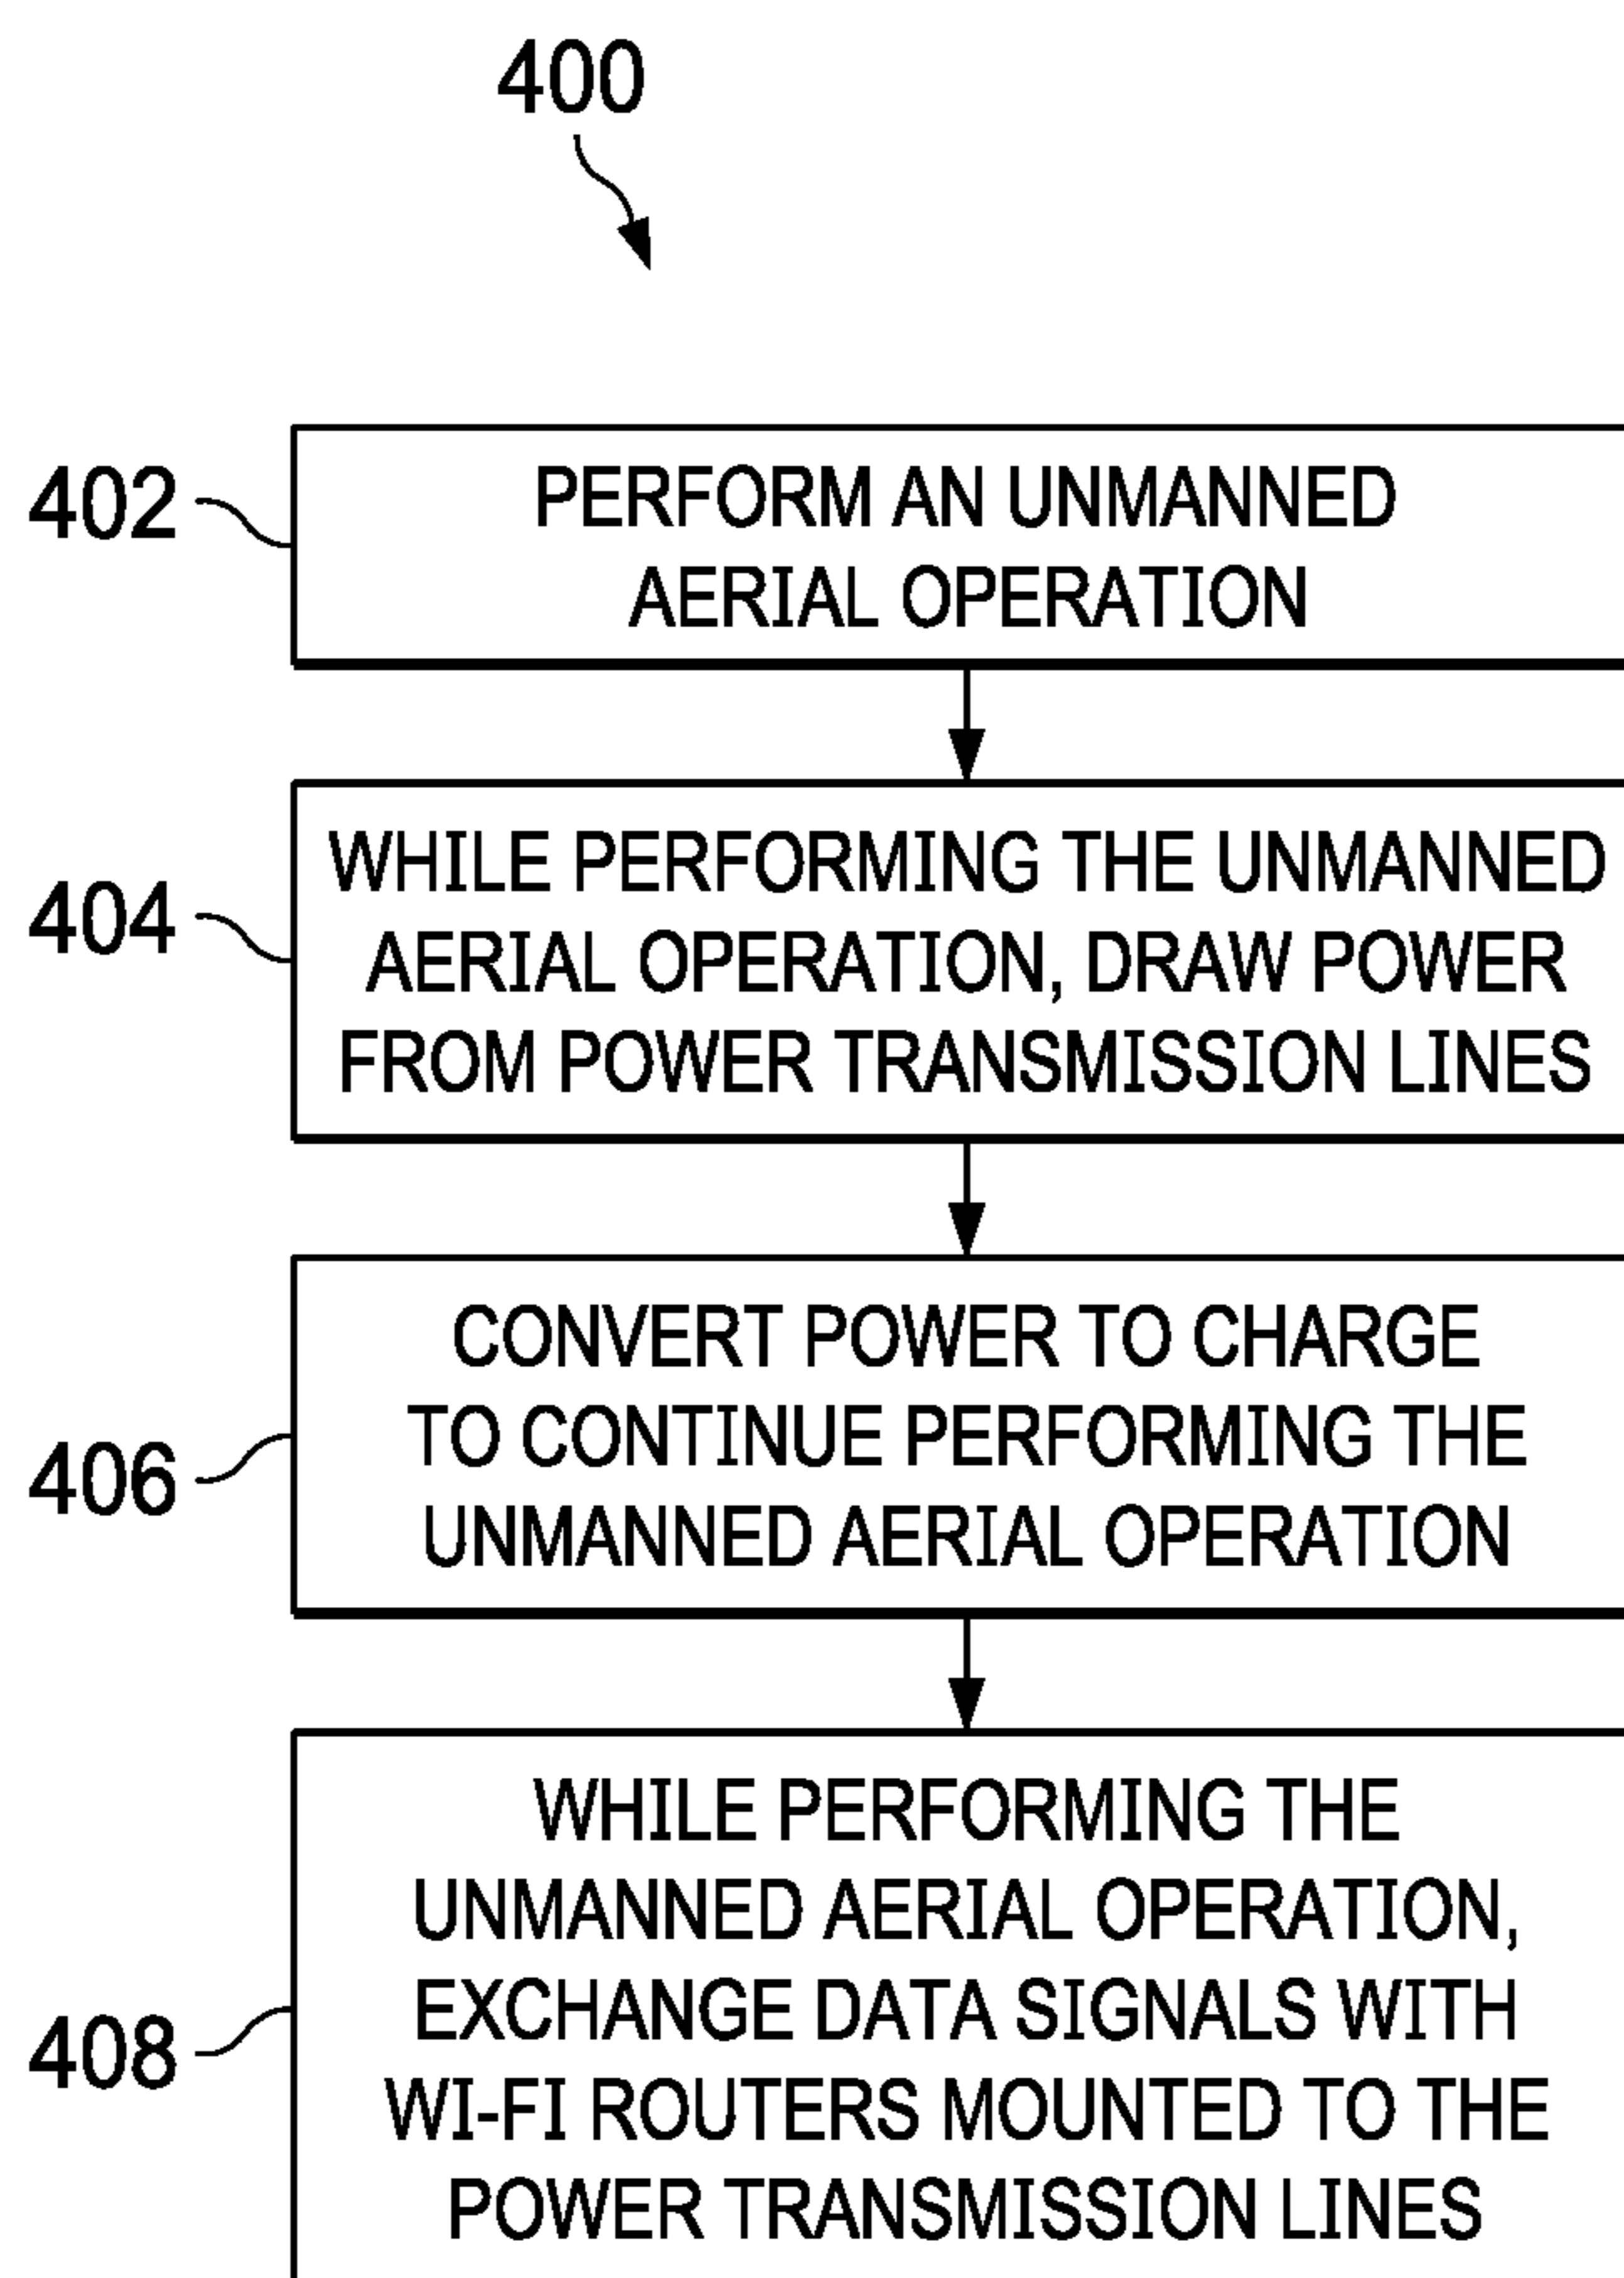 400
402
PERFORM AN UNMANNED
AERIAL OPERATION
404
WHILE PERFORMING THE UNMANNED
AERIAL OPERATION, DRAW POWER
FROM POWER TRANSMISSION LINES
406
CONVERT POWER TO CHARGE
TO CONTINUE PERFORMING THE
UNMANNED AERIAL OPERATION
408
WHILE PERFORMING THE
UNMANNED AERIAL OPERATION,
EXCHANGE DATA SIGNALS WITH
WI-FI ROUTERS MOUNTED TO THE
POWER TRANSMISSION LINES